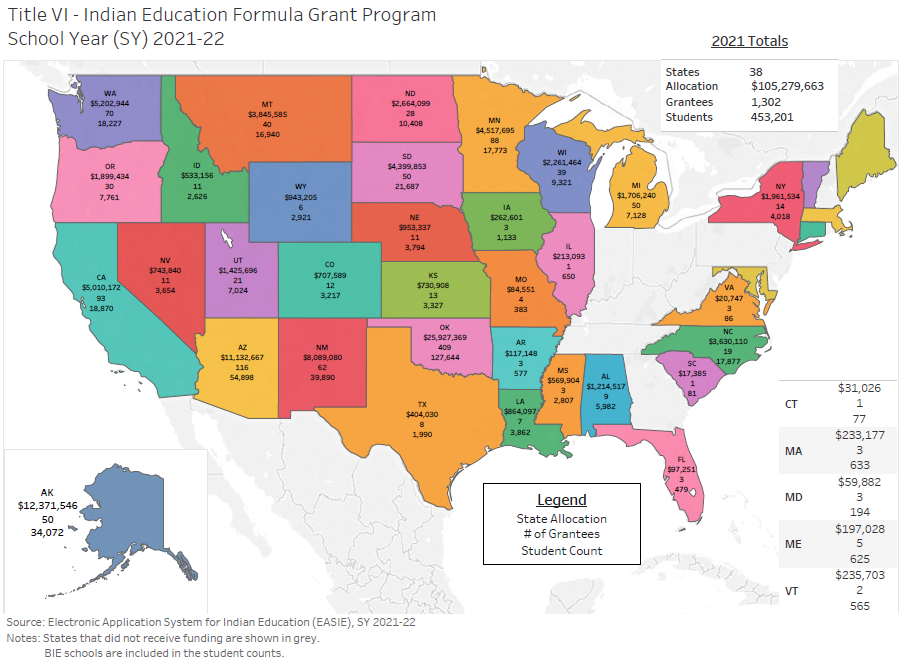 Title VI - Indian Education Formula Grant Program
School Year (SY) 2021-22
2021 Totals
States 38
Allocation $105,279,663
Grantees 1,302
Students 453,201
WA
$5,202,944
70
18,227
OR
$1,899,434
30
7,761
ID
$533,156
11
2,626
MT
$3,845,585
40
16,940
WY
$943,205
6
2,921
ND
$2,664,099
28
10,408
SD
$4,399,853
50
21,687
NE
$953,337
11
3,794
MN
$4,517,695
88
17,773
WI
$2,261,464
39
9,321
MI
$1,706,240
50
7,128
NY
$1,961,534
14
4,018
IA
$262,601
3
1,133
IL
$213,093
1
650
CA
$5,010,172
93
18,870
NV
$743,840
11
3,654
UT
$1,425,696
21
7,024
CO
$707,589
12
3,217
KS
$730,908
13
3,327
MO
$84,551
4
383
VA
$20,747
3
86
NC
$3,630,110
19
17,877
SC
$17,385
1
81
AZ
$11,132,667
116
54,898
NM
$8,089,080
62
39,890
OK
$25,927,369
409
127,644
AR
$117,148
3
577
TX
$404,030
8
1,990
LA
$864,097
7
3,862
MS
$569,904
3
2,807
AL
$1,214,517
9
5,982
FL
$97,251
3
479
AK
$12,371,546
50
34,072
Legend
State Allocation
# of Grantees
Student Count
CT
$31,026
1
77
MA
$233,177
3
633
MD
$59,882
3
194
ME
$197,028
5
625
VT
$235,703
2
565
Source: Electronic Application System for Indian Education (EASIE), SY 2021-22
Notes: States that did not receive funding are shown in grey.
BIE schools are included in the student counts.